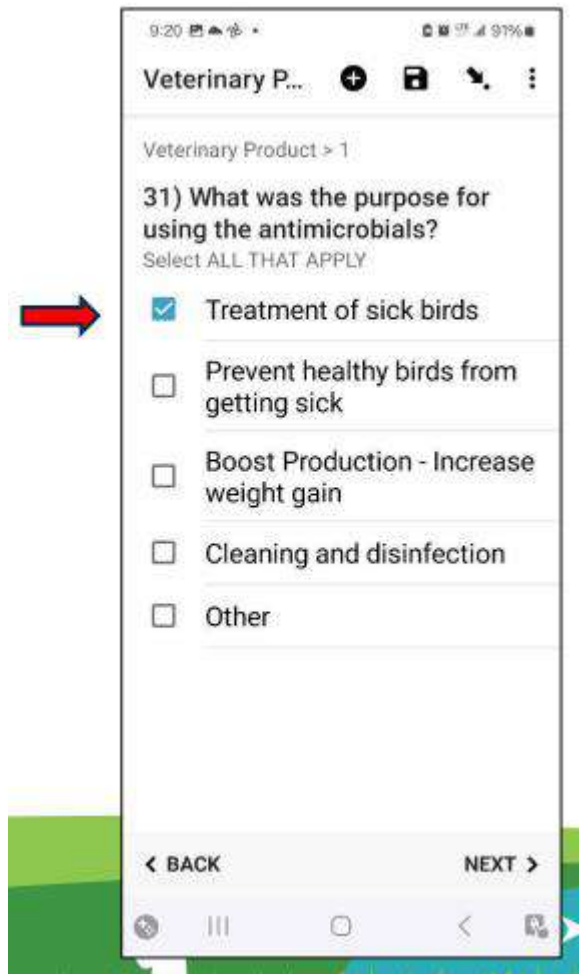 9:20
91%
Veterinary P...
Veterinary Product > 1
31) What was the purpose for
using the antimicrobials?
Select ALL THAT APPLY
Treatment of sick birds
Prevent healthy birds from
getting sick
Boost Production - Increase
weight gain
Cleaning and disinfection
Other
< BACK NEXT >